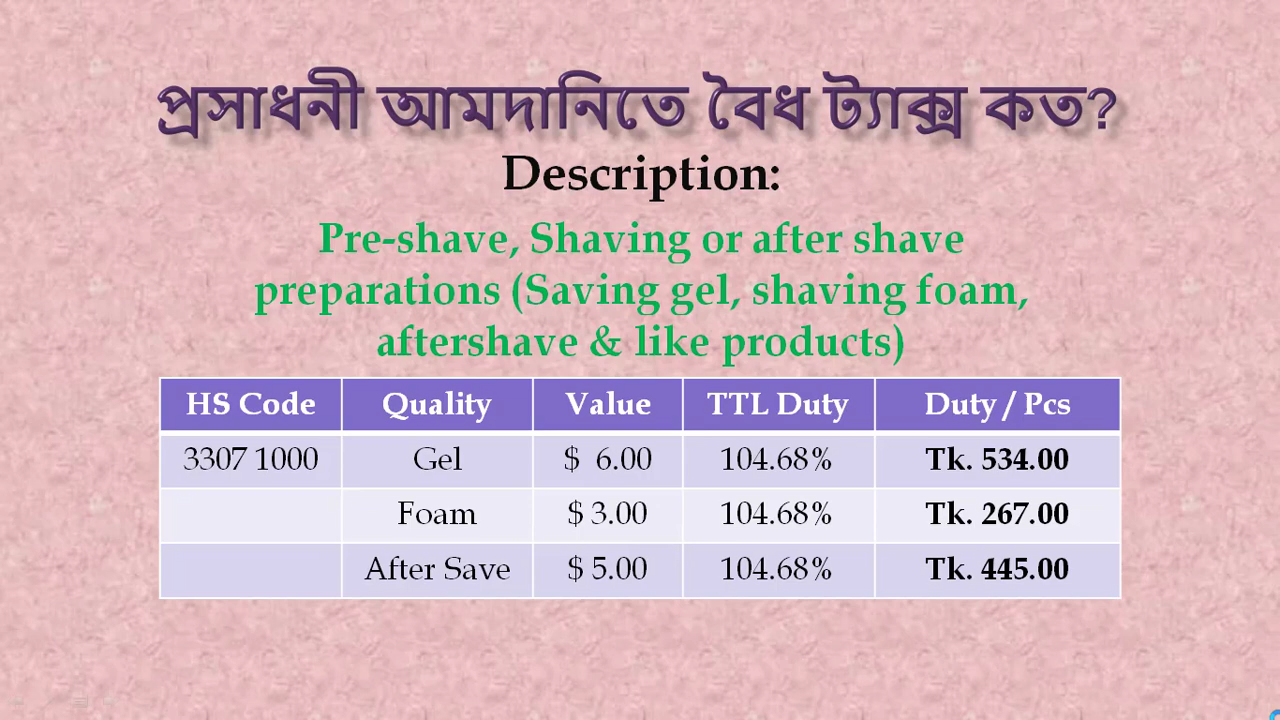 প্রসাধনী আমদানিতে বৈধ ট্যাক্স কত?
Description:
Pre-shave, Shaving or after shave
preparations (Saving gel, shaving foam,
aftershave & like products)
HS Code Quality Value TTL Duty Duty / Pcs
3307 1000 Gel $ 6.00 104.68% Tk. 534.00
Foam $ 3.00 104.68% Tk. 267.00
After Save $ 5.00 104.68% Tk. 445.00